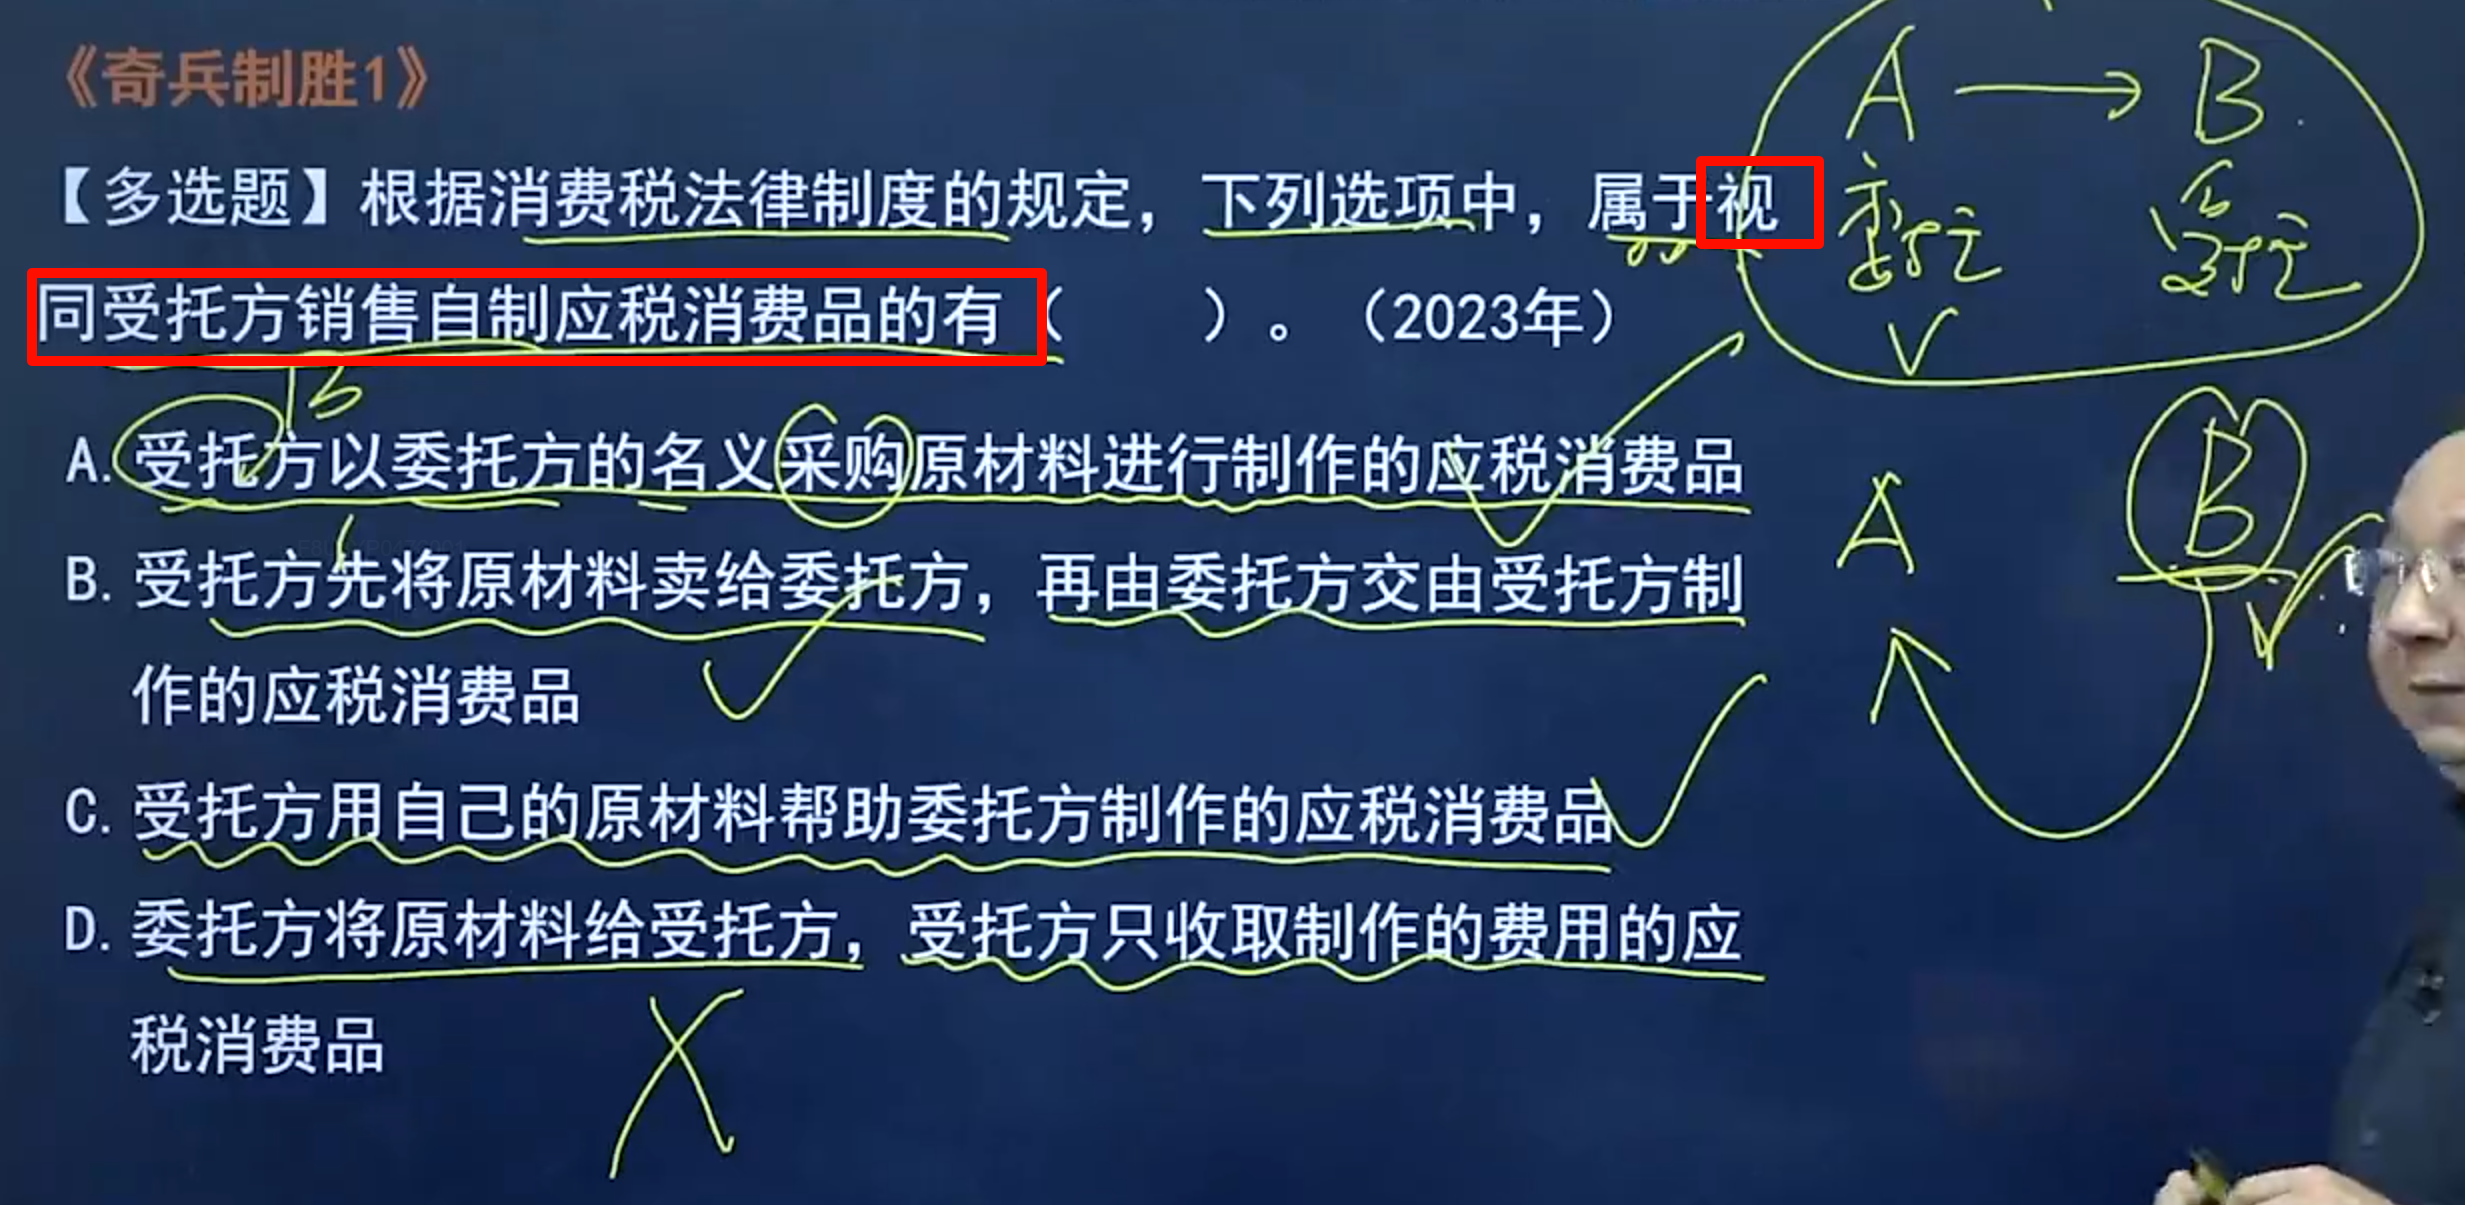 《奇兵制胜1》
【多选题】根据消费税法律制度的规定，下列选项中，属于视
同受托方销售自制应税消费品的有（　　）。（2023年）
A. 受托方以委托方的名义采购原材料进行制作的应税消费品
B. 受托方先将原材料卖给委托方，再由委托方交由受托方制
作的应税消费品
C. 受托方用自己的原材料帮助委托方制作的应税消费品
D. 委托方将原材料给受托方，受托方只收取制作的费用的应
税消费品
A → B
委托 受托
B
A B